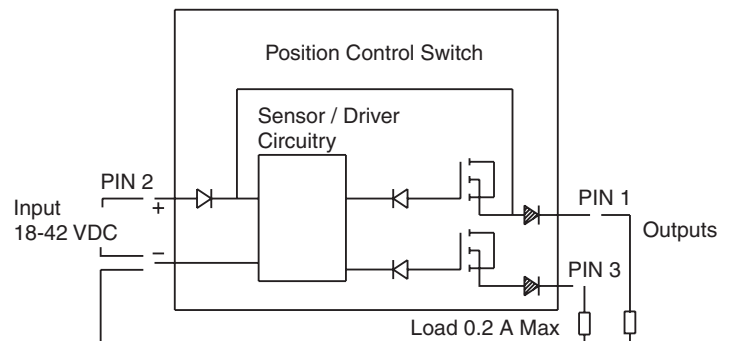 Position Control Switch
Sensor / Driver
Circuitry
PIN 2
+
Input
18-42 VDC
–
PIN 1
Outputs
PIN 3
Load 0.2 A Max